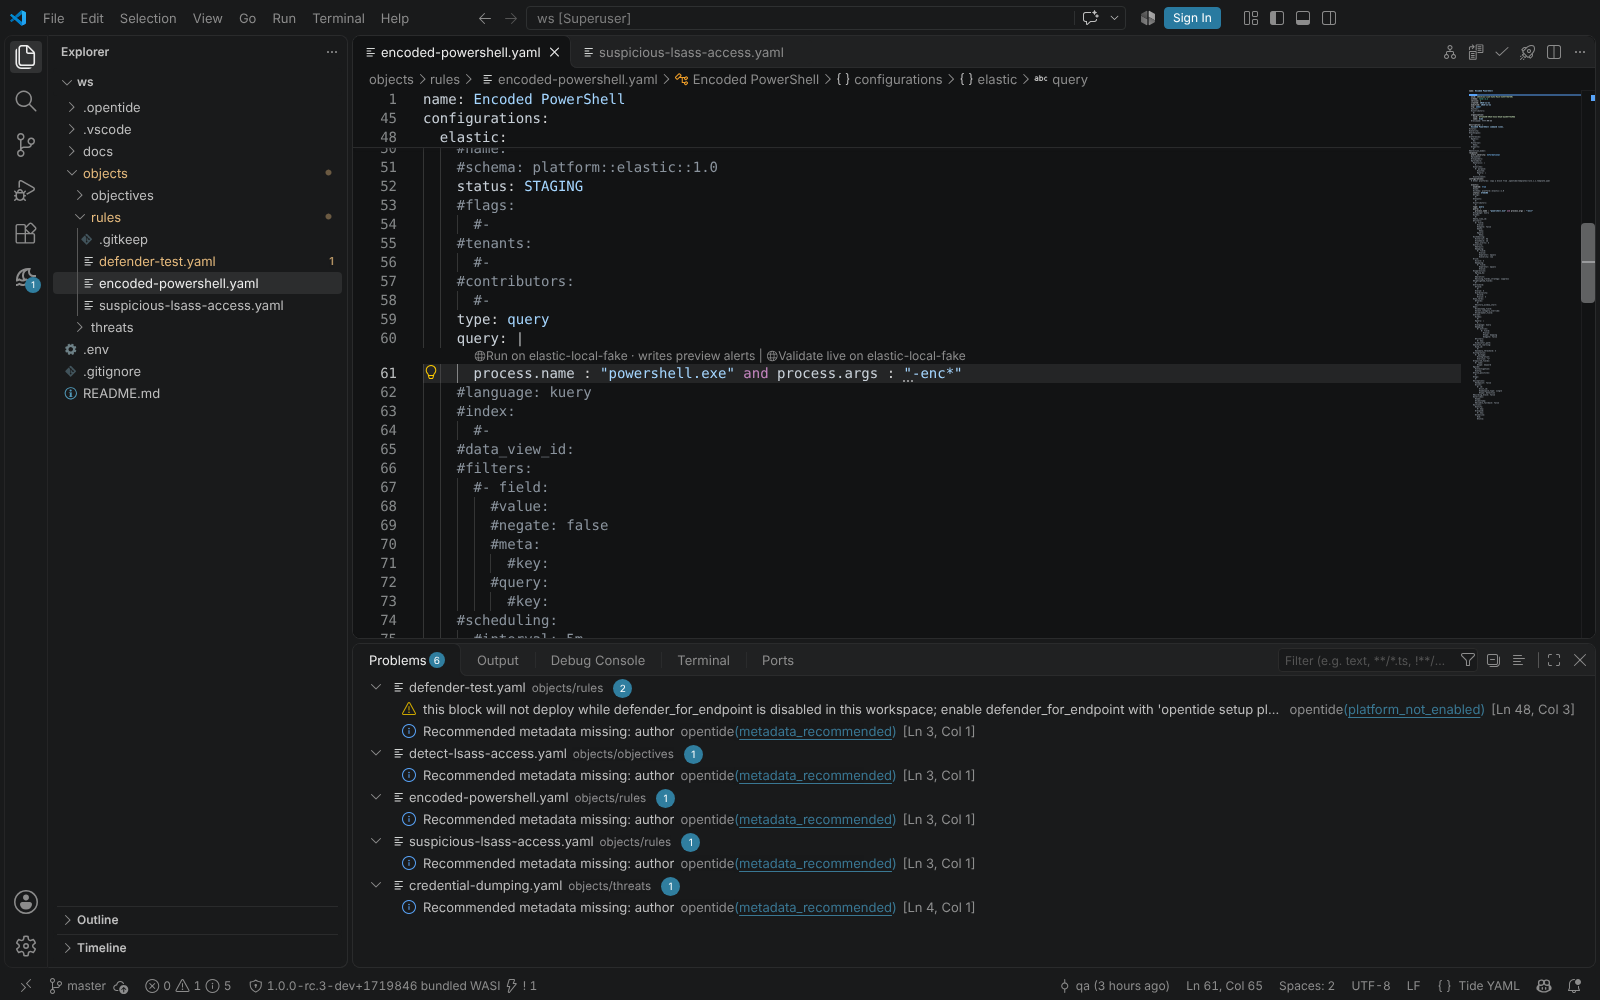 File Edit Selection View Go Run Terminal Help
ws [Superuser]
Sign In
Explorer
ws
.opentide
.vscode
docs
objects
objectives
rules
.gitkeep
defender-test.yaml 1
encoded-powershell.yaml
suspicious-lsass-access.yaml
threats
.env
.gitignore
README.md
1
Outline
Timeline
encoded-powershell.yaml
suspicious-lsass-access.yaml
objects > rules > encoded-powershell.yaml > Encoded PowerShell > { } configurations > { } elastic > abc query
1 name: Encoded PowerShell
45 configurations:
48 elastic:
50 #name:
51 #schema: platform::elastic::1.0
52 status: STAGING
53 #flags:
54 #-
55 #tenants:
56 #-
57 #contributors:
58 #-
59 type: query
60 query: |
Run on elastic-local-fake · writes preview alerts | Validate live on elastic-local-fake
61 process.name : "powershell.exe" and process.args : "-enc*"
62 #language: kuery
63 #index:
64 #-
65 #data_view_id:
66 #filters:
67 #- field:
68 #value:
69 #negate: false
70 #meta:
71 #key:
72 #query:
73 #key:
74 #scheduling:
75 #interval: 5m
Problems 6 Output Debug Console Terminal Ports
Filter (e.g. text, **/*.ts, !**/...
defender-test.yaml objects/rules 2
this block will not deploy while defender_for_endpoint is disabled in this workspace; enable defender_for_endpoint with 'opentide setup pl... opentide(platform_not_enabled) [Ln 48, Col 3]
Recommended metadata missing: author opentide(metadata_recommended) [Ln 3, Col 1]
detect-lsass-access.yaml objects/objectives 1
Recommended metadata missing: author opentide(metadata_recommended) [Ln 3, Col 1]
encoded-powershell.yaml objects/rules 1
Recommended metadata missing: author opentide(metadata_recommended) [Ln 3, Col 1]
suspicious-lsass-access.yaml objects/rules 1
Recommended metadata missing: author opentide(metadata_recommended) [Ln 3, Col 1]
credential-dumping.yaml objects/threats 1
Recommended metadata missing: author opentide(metadata_recommended) [Ln 4, Col 1]
master 0 1 5 1.0.0-rc.3-dev+1719846 bundled WASI ! 1
qa (3 hours ago) Ln 61, Col 65 Spaces: 2 UTF-8 LF { } Tide YAML